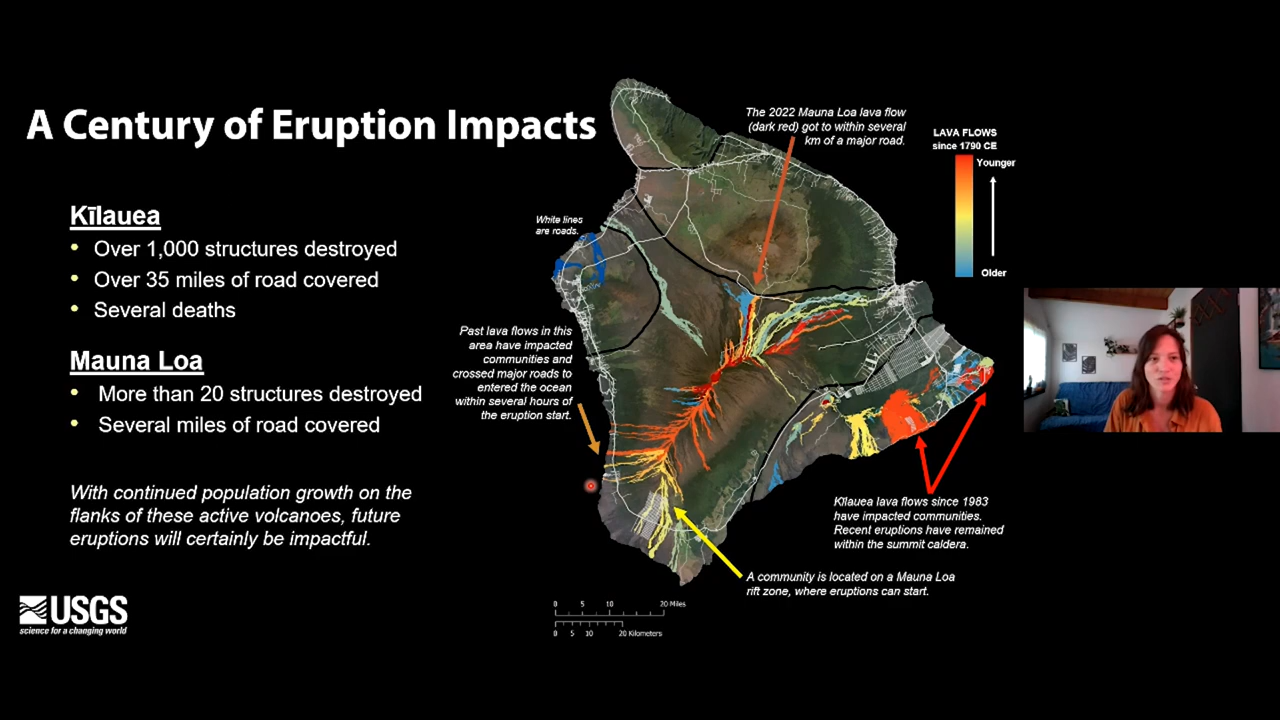 A Century of Eruption Impacts
Kīlauea
• Over 1,000 structures destroyed
• Over 35 miles of road covered
• Several deaths
Mauna Loa
• More than 20 structures destroyed
• Several miles of road covered
With continued population growth on the
flanks of these active volcanoes, future
eruptions will certainly be impactful.
USGS
science for a changing world
The 2022 Mauna Loa lava flow
(dark red) got to within several
km of a major road.
LAVA FLOWS
since 1790 CE
Younger
Older
White lines
are roads.
Past lava flows in this
area have impacted
communities and
crossed major roads to
entered the ocean
within several hours of
the eruption start.
Kīlauea lava flows since 1983
have impacted communities.
Recent eruptions have remained
within the summit caldera.
A community is located on a Mauna Loa
rift zone, where eruptions can start.
0 5 10 20 Miles
0 5 10 20 Kilometers